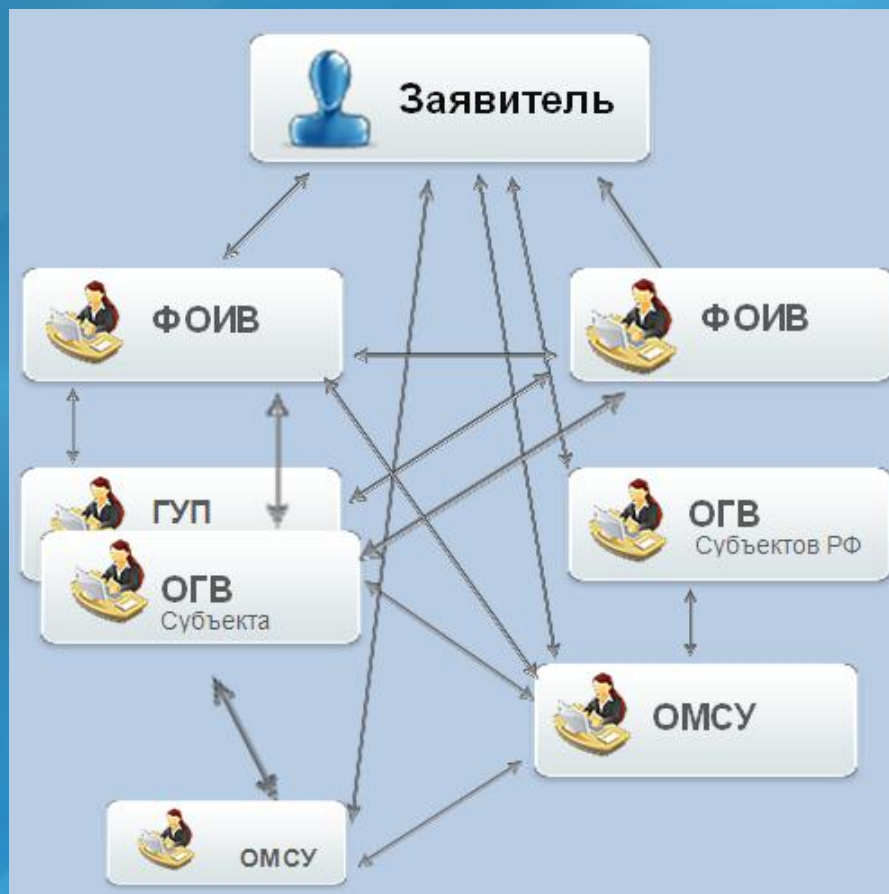 Заявитель
ФОИВ
ФОИВ
ГУП
ОГВ
Субъекта
ОГВ
Субъектов РФ
ОМСУ
ОМСУ